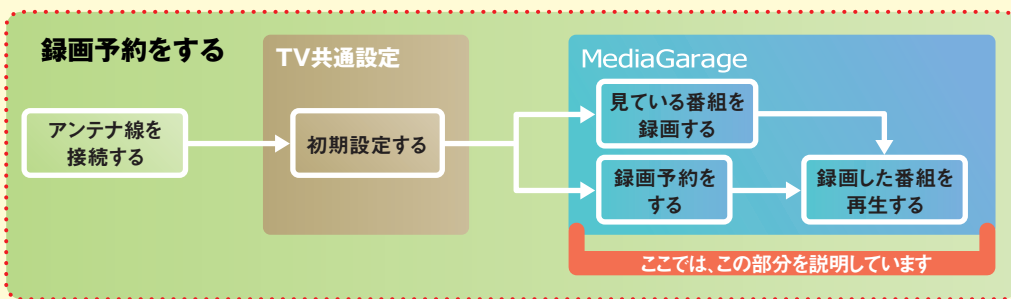 録画予約をする
TV共通設定
MediaGarage
アンテナ線を
接続する
初期設定する
見ている番組を
録画する
録画予約を
する
録画した番組を
再生する
ここでは、この部分を説明しています